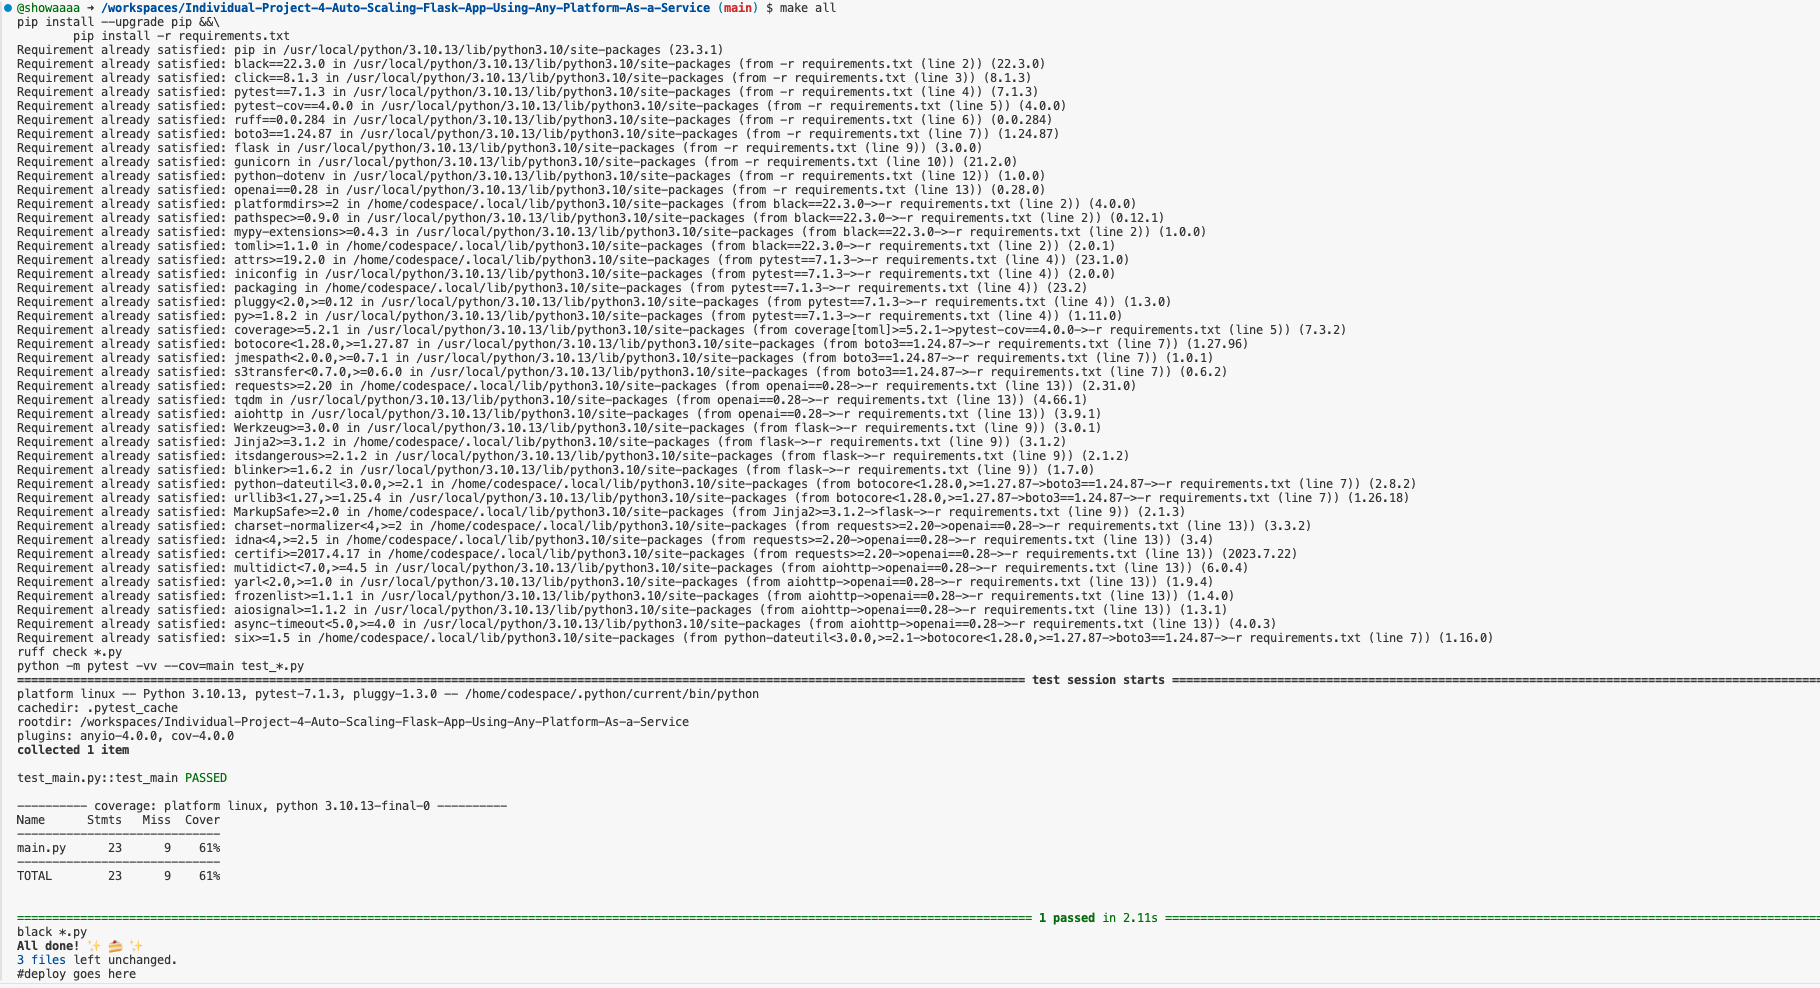 @showaaaa → /workspaces/Individual-Project-4-Auto-Scaling-Flask-App-Using-Any-Platform-As-a-Service (main) $ make all
pip install --upgrade pip &&\
        pip install -r requirements.txt
Requirement already satisfied: pip in /usr/local/python/3.10.13/lib/python3.10/site-packages (23.3.1)
Requirement already satisfied: black==22.3.0 in /usr/local/python/3.10.13/lib/python3.10/site-packages (from -r requirements.txt (line 2)) (22.3.0)
Requirement already satisfied: click==8.1.3 in /usr/local/python/3.10.13/lib/python3.10/site-packages (from -r requirements.txt (line 3)) (8.1.3)
Requirement already satisfied: pytest==7.1.3 in /usr/local/python/3.10.13/lib/python3.10/site-packages (from -r requirements.txt (line 4)) (7.1.3)
Requirement already satisfied: pytest-cov==4.0.0 in /usr/local/python/3.10.13/lib/python3.10/site-packages (from -r requirements.txt (line 5)) (4.0.0)
Requirement already satisfied: ruff==0.0.284 in /usr/local/python/3.10.13/lib/python3.10/site-packages (from -r requirements.txt (line 6)) (0.0.284)
Requirement already satisfied: boto3==1.24.87 in /usr/local/python/3.10.13/lib/python3.10/site-packages (from -r requirements.txt (line 7)) (1.24.87)
Requirement already satisfied: flask in /usr/local/python/3.10.13/lib/python3.10/site-packages (from -r requirements.txt (line 9)) (3.0.0)
Requirement already satisfied: gunicorn in /usr/local/python/3.10.13/lib/python3.10/site-packages (from -r requirements.txt (line 10)) (21.2.0)
Requirement already satisfied: python-dotenv in /usr/local/python/3.10.13/lib/python3.10/site-packages (from -r requirements.txt (line 12)) (1.0.0)
Requirement already satisfied: openai==0.28 in /usr/local/python/3.10.13/lib/python3.10/site-packages (from -r requirements.txt (line 13)) (0.28.0)
Requirement already satisfied: platformdirs>=2 in /home/codespace/.local/lib/python3.10/site-packages (from black==22.3.0->-r requirements.txt (line 2)) (4.0.0)
Requirement already satisfied: pathspec>=0.9.0 in /usr/local/python/3.10.13/lib/python3.10/site-packages (from black==22.3.0->-r requirements.txt (line 2)) (0.12.1)
Requirement already satisfied: mypy-extensions>=0.4.3 in /usr/local/python/3.10.13/lib/python3.10/site-packages (from black==22.3.0->-r requirements.txt (line 2)) (1.0.0)
Requirement already satisfied: tomli>=1.1.0 in /home/codespace/.local/lib/python3.10/site-packages (from black==22.3.0->-r requirements.txt (line 2)) (2.0.1)
Requirement already satisfied: attrs>=19.2.0 in /home/codespace/.local/lib/python3.10/site-packages (from pytest==7.1.3->-r requirements.txt (line 4)) (23.1.0)
Requirement already satisfied: iniconfig in /usr/local/python/3.10.13/lib/python3.10/site-packages (from pytest==7.1.3->-r requirements.txt (line 4)) (2.0.0)
Requirement already satisfied: packaging in /home/codespace/.local/lib/python3.10/site-packages (from pytest==7.1.3->-r requirements.txt (line 4)) (23.2)
Requirement already satisfied: pluggy<2.0,>=0.12 in /usr/local/python/3.10.13/lib/python3.10/site-packages (from pytest==7.1.3->-r requirements.txt (line 4)) (1.3.0)
Requirement already satisfied: py>=1.8.2 in /usr/local/python/3.10.13/lib/python3.10/site-packages (from pytest==7.1.3->-r requirements.txt (line 4)) (1.11.0)
Requirement already satisfied: coverage>=5.2.1 in /usr/local/python/3.10.13/lib/python3.10/site-packages (from coverage[toml]>=5.2.1->pytest-cov==4.0.0->-r requirements.txt (line 5)) (7.3.2)
Requirement already satisfied: botocore<1.28.0,>=1.27.87 in /usr/local/python/3.10.13/lib/python3.10/site-packages (from boto3==1.24.87->-r requirements.txt (line 7)) (1.27.96)
Requirement already satisfied: jmespath<2.0.0,>=0.7.1 in /usr/local/python/3.10.13/lib/python3.10/site-packages (from boto3==1.24.87->-r requirements.txt (line 7)) (1.0.1)
Requirement already satisfied: s3transfer<0.7.0,>=0.6.0 in /usr/local/python/3.10.13/lib/python3.10/site-packages (from boto3==1.24.87->-r requirements.txt (line 7)) (0.6.2)
Requirement already satisfied: requests>=2.20 in /home/codespace/.local/lib/python3.10/site-packages (from openai==0.28->-r requirements.txt (line 13)) (2.31.0)
Requirement already satisfied: tqdm in /usr/local/python/3.10.13/lib/python3.10/site-packages (from openai==0.28->-r requirements.txt (line 13)) (4.66.1)
Requirement already satisfied: aiohttp in /usr/local/python/3.10.13/lib/python3.10/site-packages (from openai==0.28->-r requirements.txt (line 13)) (3.9.1)
Requirement already satisfied: Werkzeug>=3.0.0 in /usr/local/python/3.10.13/lib/python3.10/site-packages (from flask->-r requirements.txt (line 9)) (3.0.1)
Requirement already satisfied: Jinja2>=3.1.2 in /home/codespace/.local/lib/python3.10/site-packages (from flask->-r requirements.txt (line 9)) (3.1.2)
Requirement already satisfied: itsdangerous>=2.1.2 in /usr/local/python/3.10.13/lib/python3.10/site-packages (from flask->-r requirements.txt (line 9)) (2.1.2)
Requirement already satisfied: blinker>=1.6.2 in /usr/local/python/3.10.13/lib/python3.10/site-packages (from flask->-r requirements.txt (line 9)) (1.7.0)
Requirement already satisfied: python-dateutil<3.0.0,>=2.1 in /home/codespace/.local/lib/python3.10/site-packages (from botocore<1.28.0,>=1.27.87->boto3==1.24.87->-r requirements.txt (line 7)) (2.8.2)
Requirement already satisfied: urllib3<1.27,>=1.25.4 in /usr/local/python/3.10.13/lib/python3.10/site-packages (from botocore<1.28.0,>=1.27.87->boto3==1.24.87->-r requirements.txt (line 7)) (1.26.18)
Requirement already satisfied: MarkupSafe>=2.0 in /home/codespace/.local/lib/python3.10/site-packages (from Jinja2>=3.1.2->flask->-r requirements.txt (line 9)) (2.1.3)
Requirement already satisfied: charset-normalizer<4,>=2 in /home/codespace/.local/lib/python3.10/site-packages (from requests>=2.20->openai==0.28->-r requirements.txt (line 13)) (3.3.2)
Requirement already satisfied: idna<4,>=2.5 in /home/codespace/.local/lib/python3.10/site-packages (from requests>=2.20->openai==0.28->-r requirements.txt (line 13)) (3.4)
Requirement already satisfied: certifi>=2017.4.17 in /home/codespace/.local/lib/python3.10/site-packages (from requests>=2.20->openai==0.28->-r requirements.txt (line 13)) (2023.7.22)
Requirement already satisfied: multidict<7.0,>=4.5 in /usr/local/python/3.10.13/lib/python3.10/site-packages (from aiohttp->openai==0.28->-r requirements.txt (line 13)) (6.0.4)
Requirement already satisfied: yarl<2.0,>=1.0 in /usr/local/python/3.10.13/lib/python3.10/site-packages (from aiohttp->openai==0.28->-r requirements.txt (line 13)) (1.9.4)
Requirement already satisfied: frozenlist>=1.1.1 in /usr/local/python/3.10.13/lib/python3.10/site-packages (from aiohttp->openai==0.28->-r requirements.txt (line 13)) (1.4.0)
Requirement already satisfied: aiosignal>=1.1.2 in /usr/local/python/3.10.13/lib/python3.10/site-packages (from aiohttp->openai==0.28->-r requirements.txt (line 13)) (1.3.1)
Requirement already satisfied: async-timeout<5.0,>=4.0 in /usr/local/python/3.10.13/lib/python3.10/site-packages (from aiohttp->openai==0.28->-r requirements.txt (line 13)) (4.0.3)
Requirement already satisfied: six>=1.5 in /home/codespace/.local/lib/python3.10/site-packages (from python-dateutil<3.0.0,>=2.1->botocore<1.28.0,>=1.27.87->boto3==1.24.87->-r requirements.txt (line 7)) (1.16.0)
ruff check *.py
python -m pytest -vv --cov=main test_*.py
=== test session starts ===
platform linux -- Python 3.10.13, pytest-7.1.3, pluggy-1.3.0 -- /home/codespace/.python/current/bin/python
cachedir: .pytest_cache
rootdir: /workspaces/Individual-Project-4-Auto-Scaling-Flask-App-Using-Any-Platform-As-a-Service
plugins: anyio-4.0.0, cov-4.0.0
collected 1 item
test_main.py::test_main PASSED
---------- coverage: platform linux, python 3.10.13-final-0 ----------
Name      Stmts   Miss  Cover
-----------------------------
main.py      23      9    61%
-----------------------------
TOTAL        23      9    61%
=== 1 passed in 2.11s ===
black *.py
All done! ✨ 🍰 ✨
3 files left unchanged.
#deploy goes here